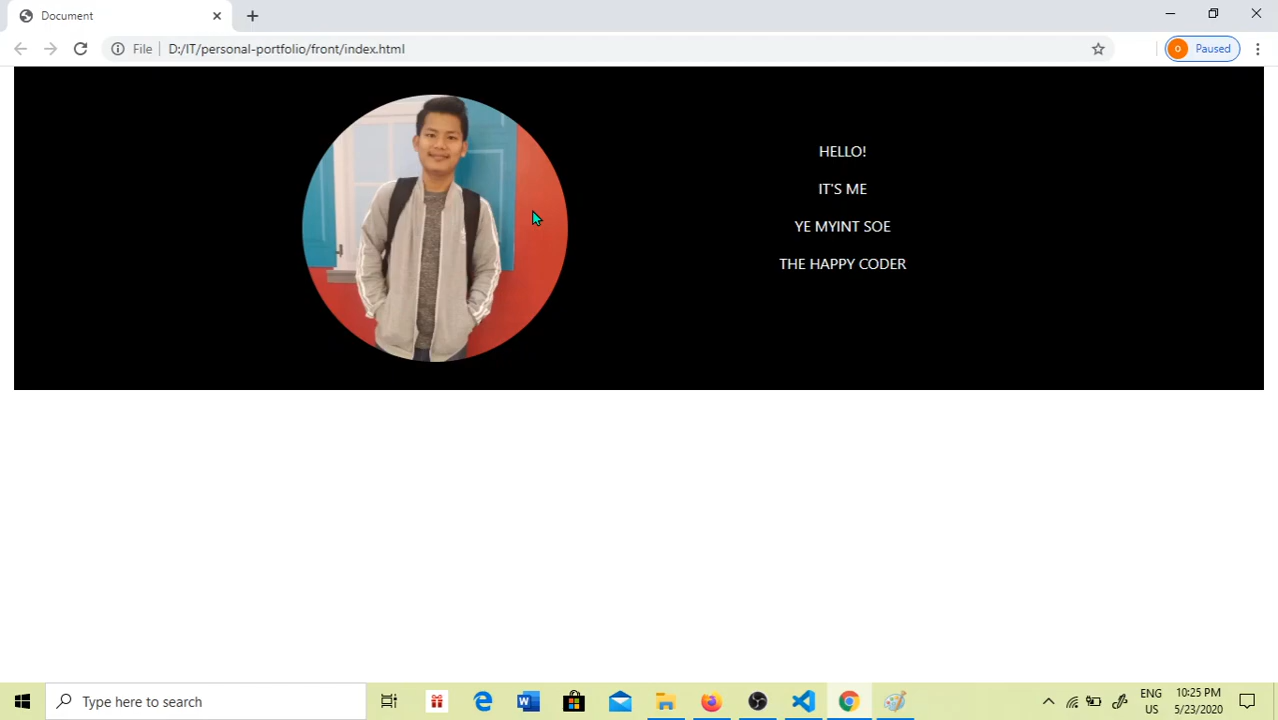 Document
File
D:/IT/personal-portfolio/front/index.html
0
Paused
HELLO!
IT'S ME
YE MYINT SOE
THE HAPPY CODER
Type here to search
ENG
US
10:25 PM
5/23/2020